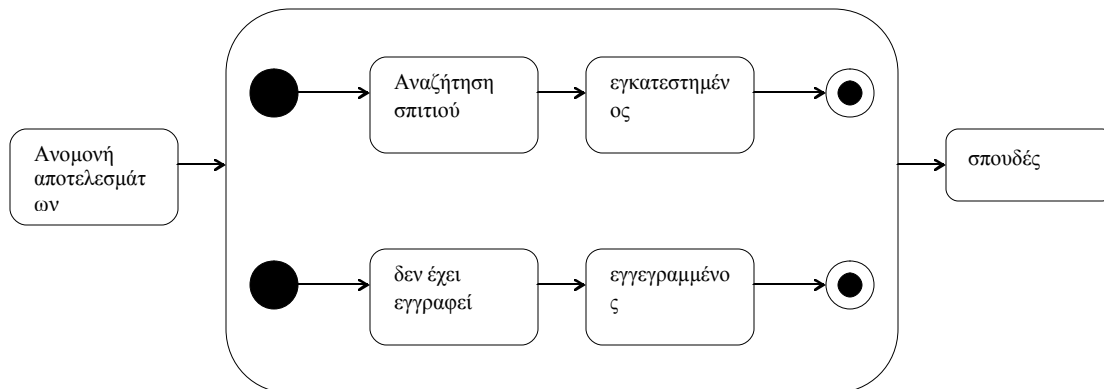 Αναζήτηση
σπιτιού
εγκατεστημέν
ος
Ανομονή
αποτελεσμάτ
ων
σπουδές
δεν έχει
εγγραφεί
εγγεγραμμένο
ς